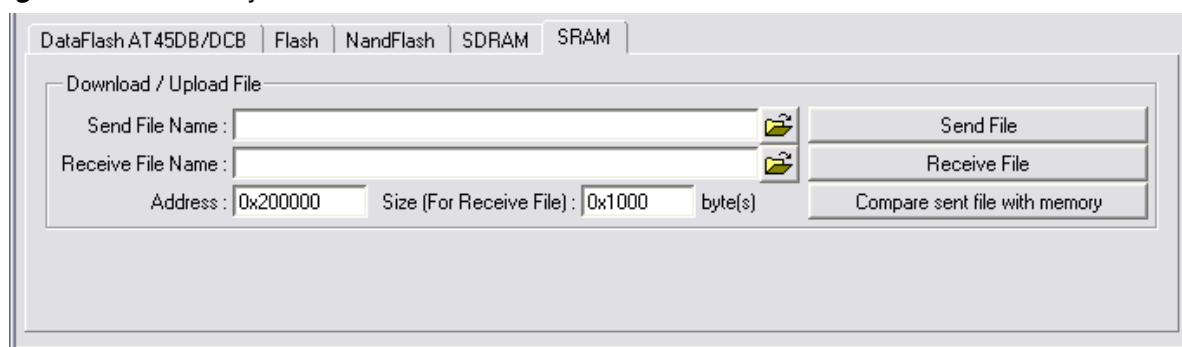 DataFlash AT45DB/DCB Flash NandFlash SDRAM SRAM
Download / Upload File
Send File Name : Send File
Receive File Name : Receive File
Address : 0x200000 Size (For Receive File) : 0x1000 byte(s) Compare sent file with memory